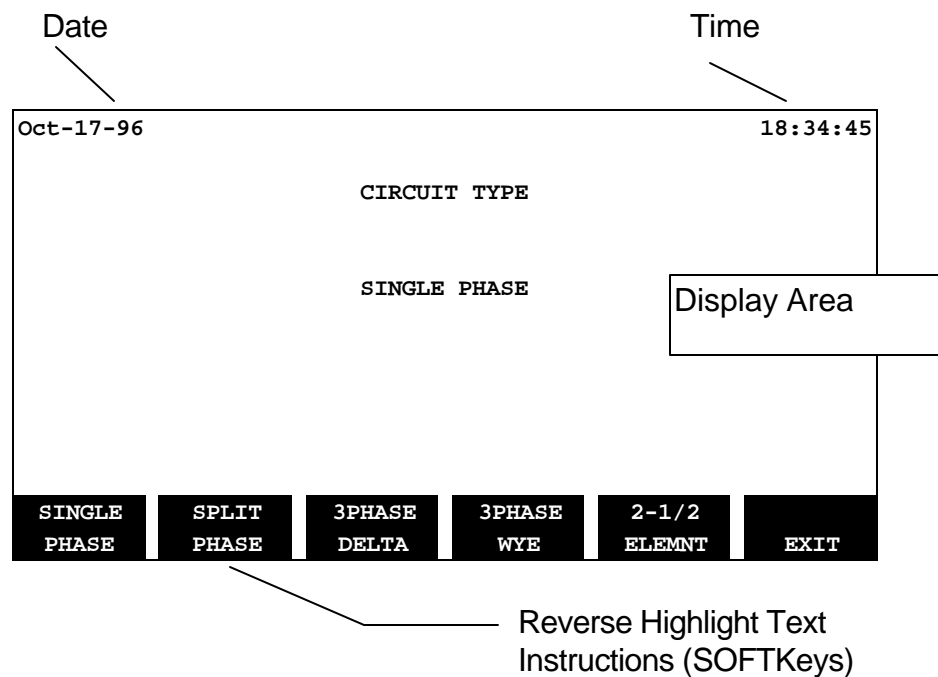 Date Time
Oct-17-96 18:34:45
CIRCUIT TYPE
SINGLE PHASE
Display Area
SINGLE SPLIT 3PHASE 3PHASE 2-1/2
PHASE PHASE DELTA WYE ELEMNT EXIT
Reverse Highlight Text
Instructions (SOFTKeys)